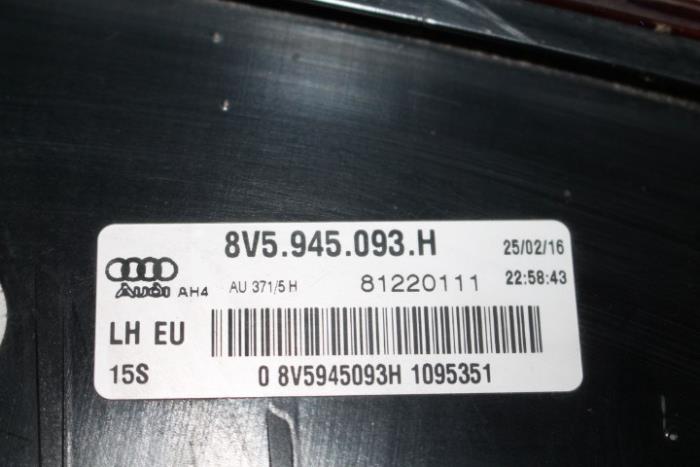 8V5.945.093.H 25/02/16
Audi AH4 AU 371/5 H 81220111 22:58:43
LH EU
15S 0 8V5945093H 1095351